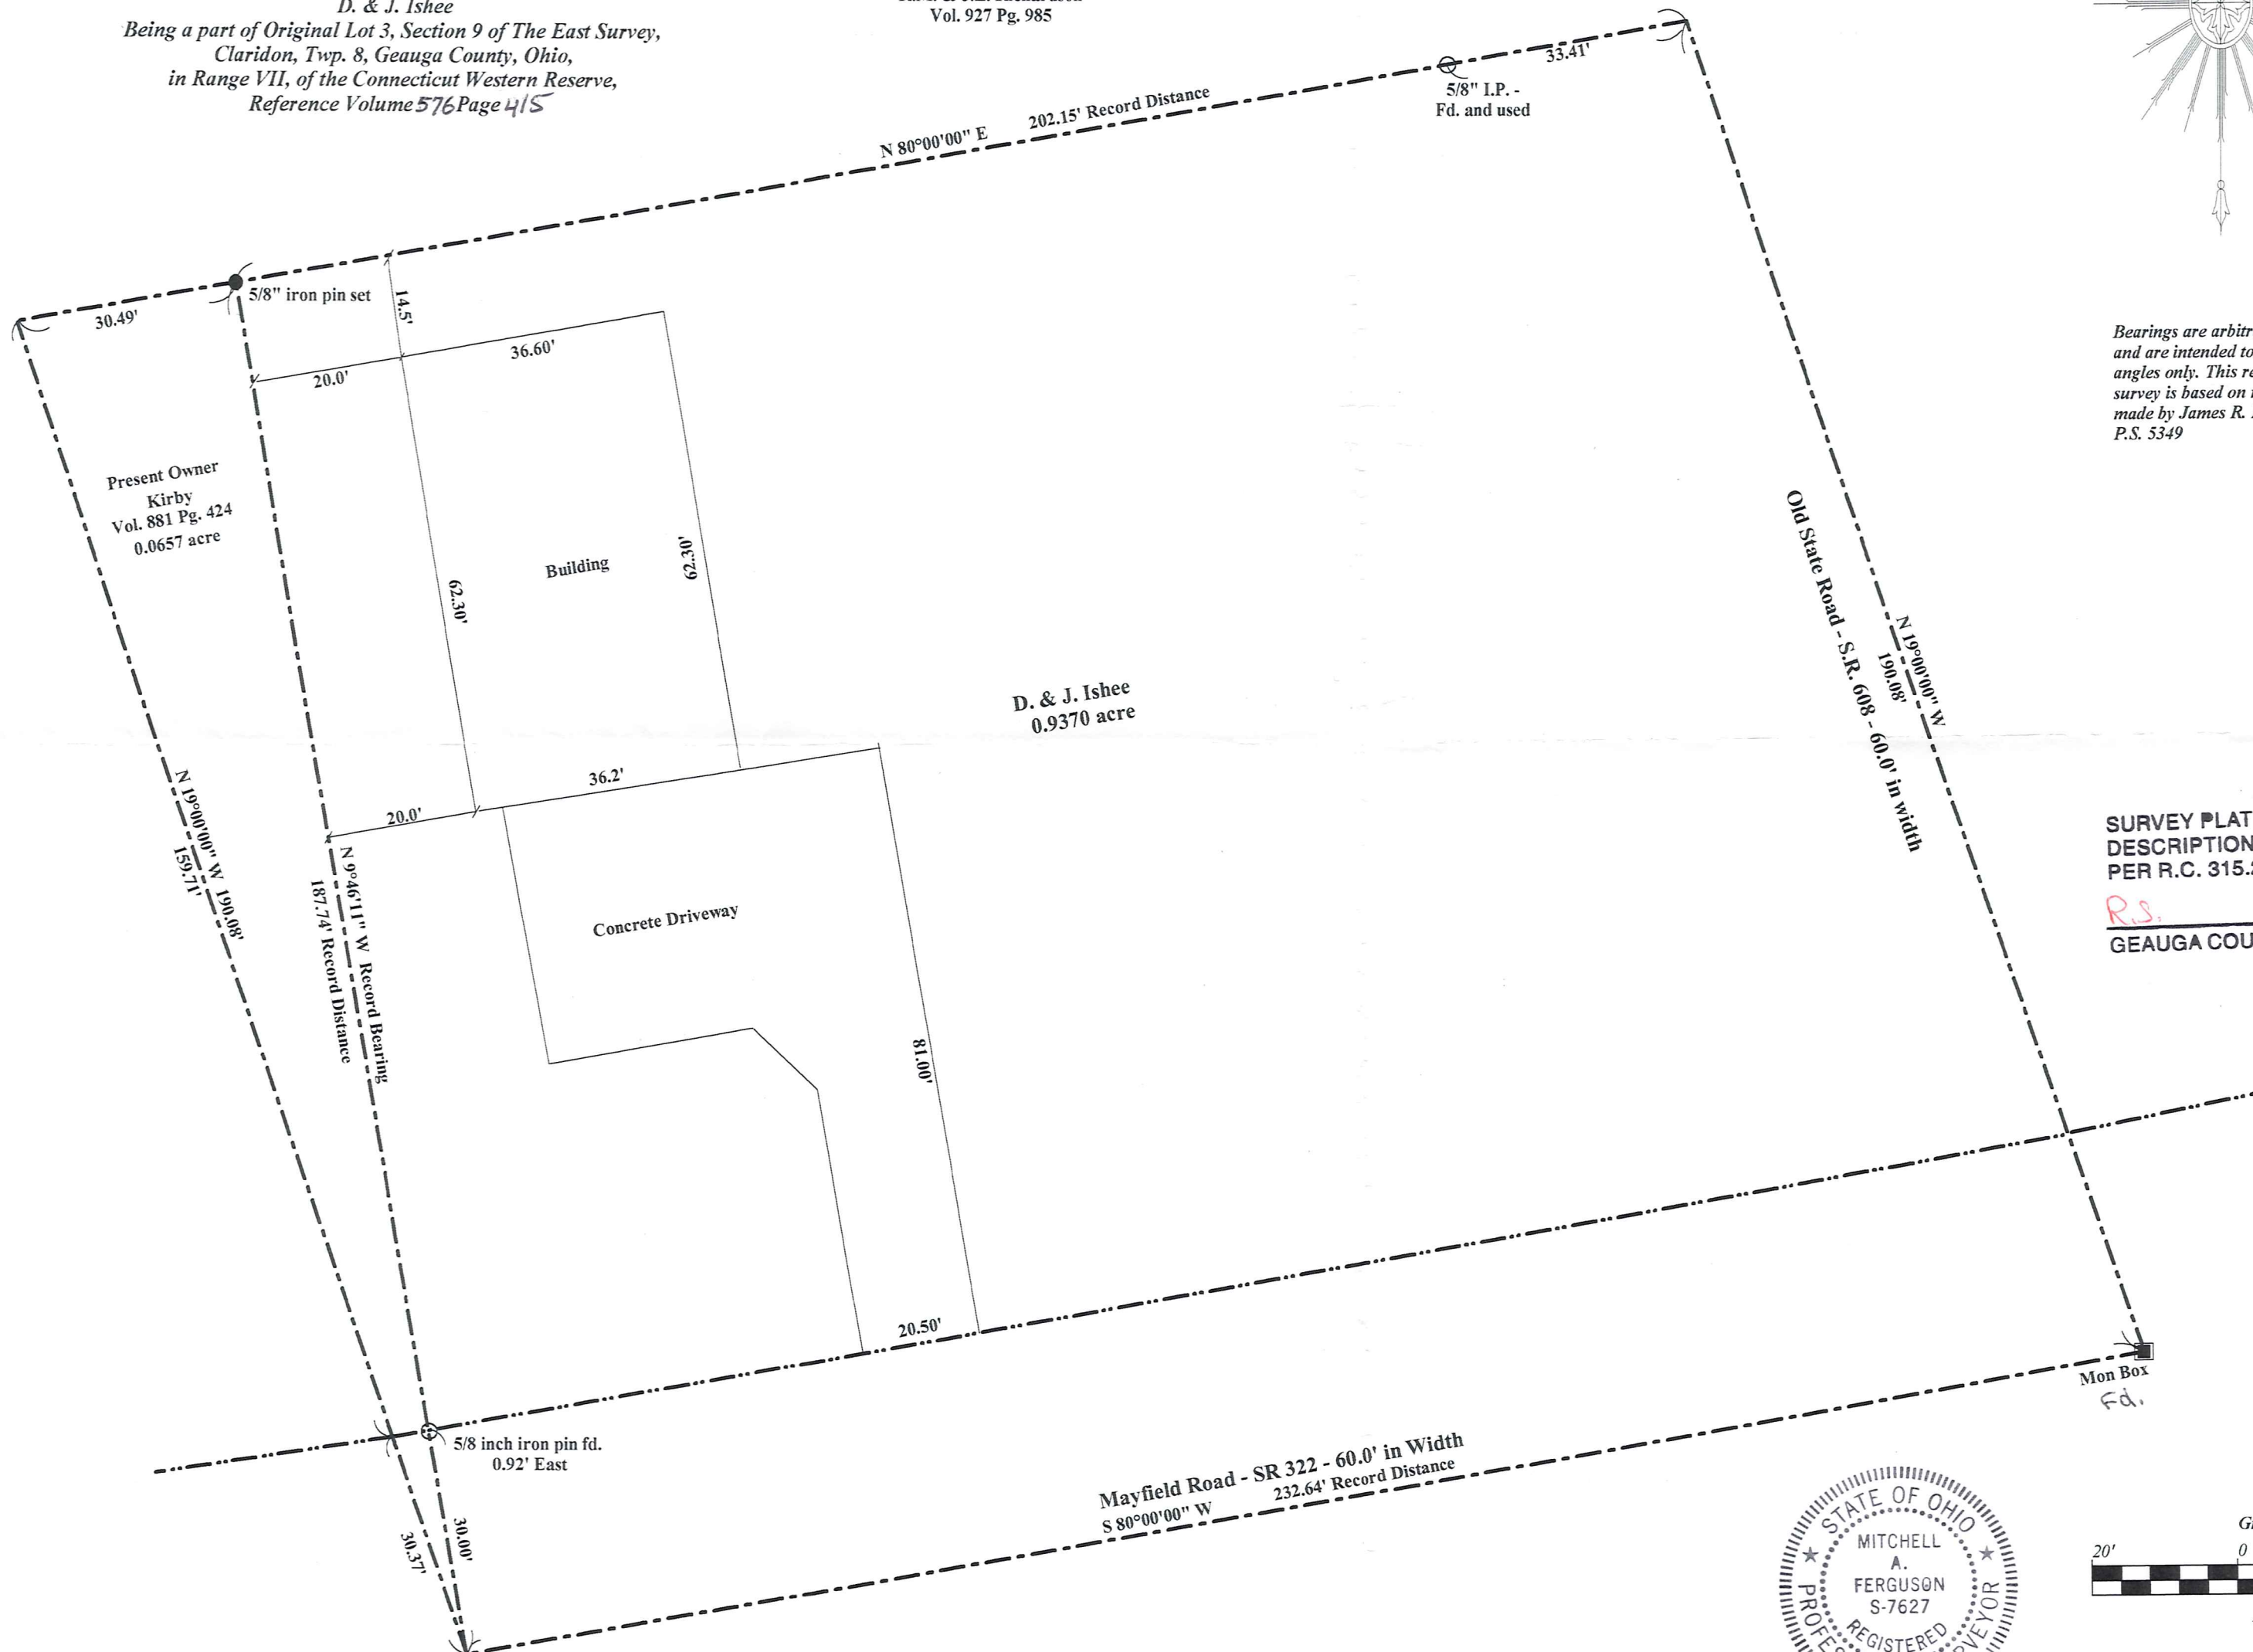 D. & J. Ishee
Being a part of Original Lot 3, Section 9 of The East Survey,
Claridon, Twp. 8, Geauga County, Ohio,
in Range VII, of the Connecticut Western Reserve,
Reference Volume 576 Page 415
Vol. 927 Pg. 985
33.41'
5/8" I.P. -
Fd. and used
202.15' Record Distance
N 80°00'00" E
5/8" iron pin set
30.49'
14.5'
36.60'
20.0'
Bearings are arbitr
and are intended to
angles only. This re
survey is based on
made by James R.
P.S. 5349
Present Owner
Kirby
Vol. 881 Pg. 424
0.0657 acre
Building
62.30'
62.30'
Old State Road - S.R. 608 - 60.0' in width
N 19°00'00" W
190.08'
D. & J. Ishee
0.9370 acre
36.2'
20.0'
N 19°00'00" W 190.08'
159.71'
N 9°46'11" W Record Bearing
187.74' Record Distance
Concrete Driveway
81.00'
SURVEY PLAT
DESCRIPTION
PER R.C. 315.
R.S.
GEAUGA COU
20.50'
5/8 inch iron pin fd.
0.92' East
Mon Box
Fd.
Mayfield Road - SR 322 - 60.0' in Width
S 80°00'00" W
232.64' Record Distance
30.37'
30.00'
STATE OF OHIO
MITCHELL
A.
FERGUSON
S-7627
REGISTERED
PROFES
VEYOR
G
20'
0